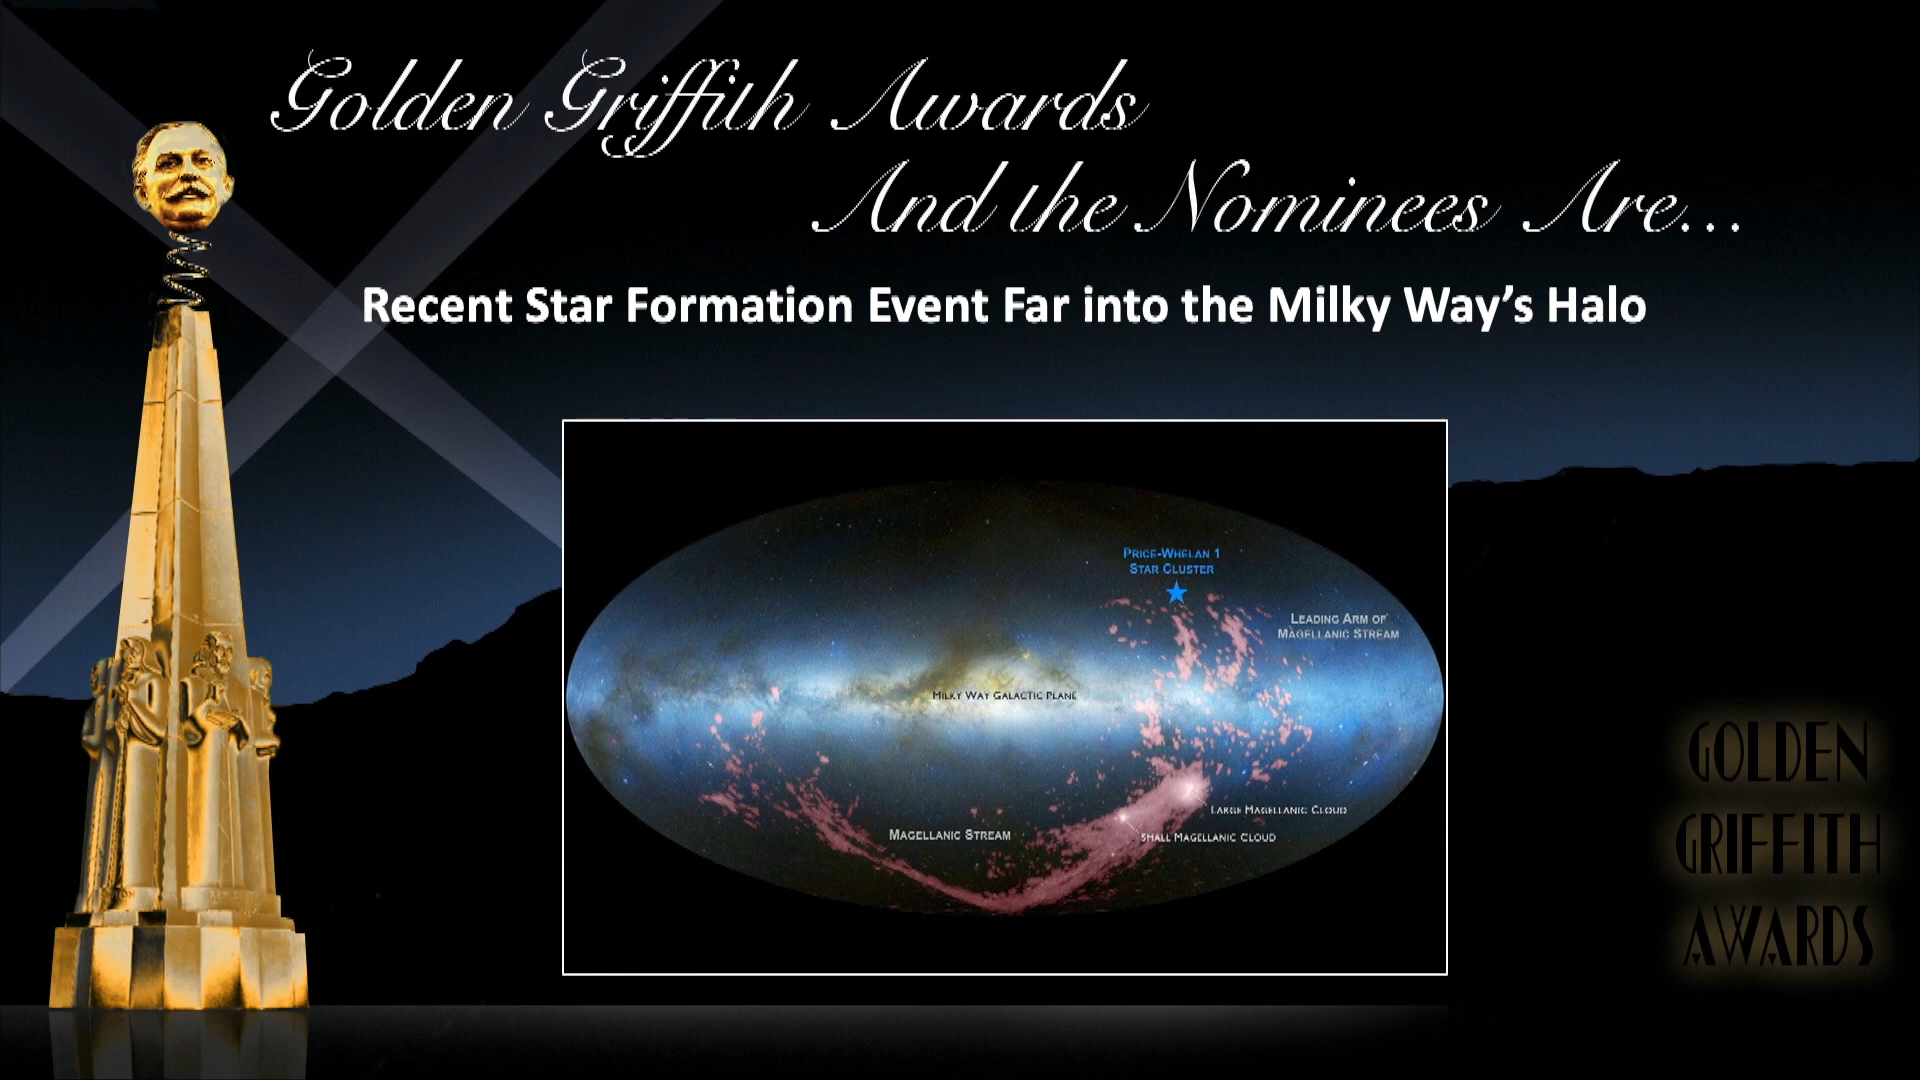 Golden Griffith Awards
And the Nominees Are...
Recent Star Formation Event Far into the Milky Way’s Halo
Price-Whelan 1
Star Cluster
Leading Arm of
Magellanic Stream
Milky Way Galactic Plane
Large Magellanic Cloud
Magellanic Stream
Small Magellanic Cloud
GOLDEN
GRIFFITH
AWARDS